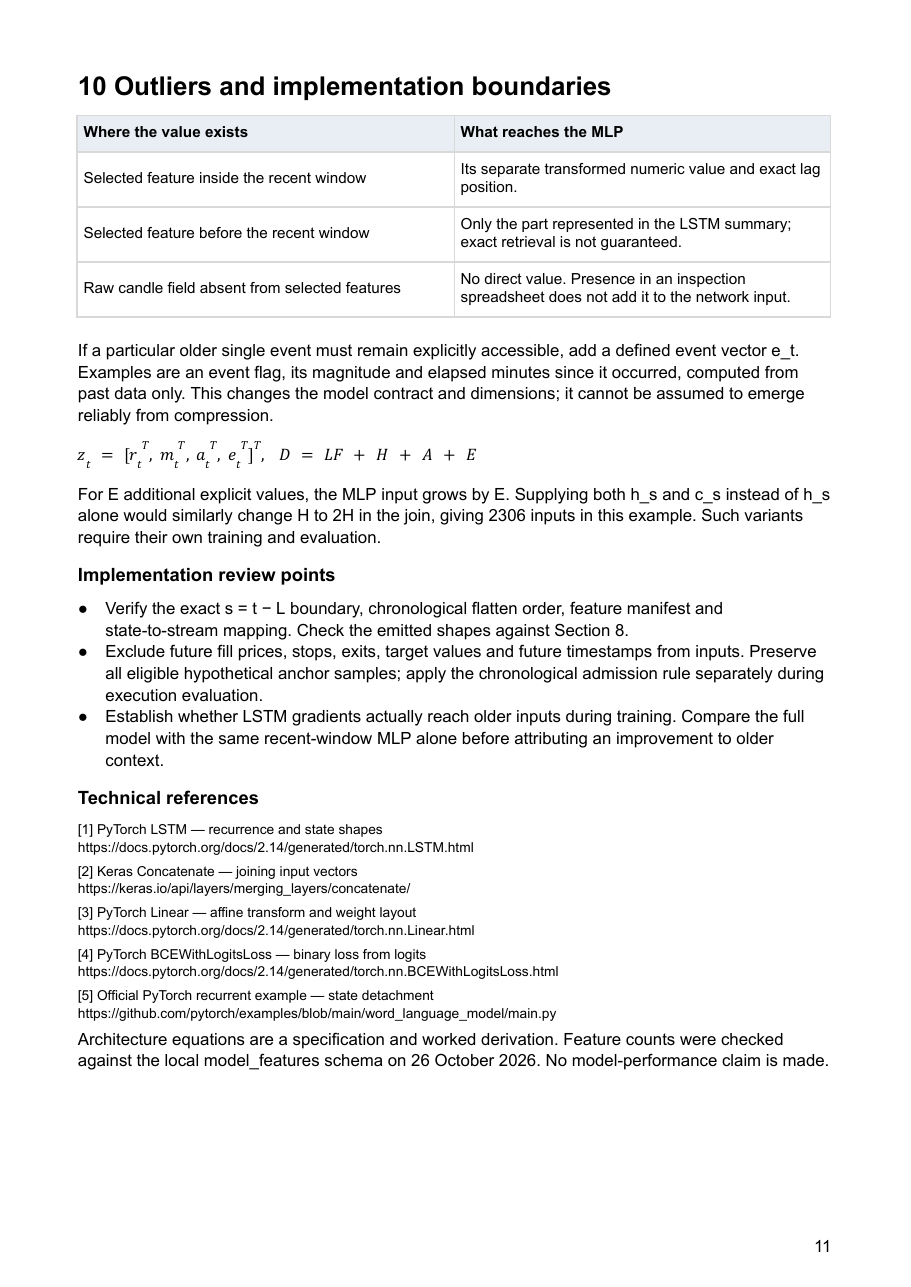 10 Outliers and implementation boundaries
Where the value exists
What reaches the MLP
Selected feature inside the recent window
Its separate transformed numeric value and exact lag
position.
Selected feature before the recent window
Only the part represented in the LSTM summary;
exact retrieval is not guaranteed.
Raw candle field absent from selected features
No direct value. Presence in an inspection
spreadsheet does not add it to the network input.
If a particular older single event must remain explicitly accessible, add a defined event vector e_t.
Examples are an event flag, its magnitude and elapsed minutes since it occurred, computed from
past data only. This changes the model contract and dimensions; it cannot be assumed to emerge
reliably from compression.
z_t = [r_t^T, m_t^T, a_t^T, e_t^T]^T, D = LF + H + A + E
For E additional explicit values, the MLP input grows by E. Supplying both h_s and c_s instead of h_s
alone would similarly change H to 2H in the join, giving 2306 inputs in this example. Such variants
require their own training and evaluation.
Implementation review points
● Verify the exact s = t − L boundary, chronological flatten order, feature manifest and
state-to-stream mapping. Check the emitted shapes against Section 8.
● Exclude future fill prices, stops, exits, target values and future timestamps from inputs. Preserve
all eligible hypothetical anchor samples; apply the chronological admission rule separately during
execution evaluation.
● Establish whether LSTM gradients actually reach older inputs during training. Compare the full
model with the same recent-window MLP alone before attributing an improvement to older
context.
Technical references
[1] PyTorch LSTM — recurrence and state shapes
https://docs.pytorch.org/docs/2.14/generated/torch.nn.LSTM.html
[2] Keras Concatenate — joining input vectors
https://keras.io/api/layers/merging_layers/concatenate/
[3] PyTorch Linear — affine transform and weight layout
https://docs.pytorch.org/docs/2.14/generated/torch.nn.Linear.html
[4] PyTorch BCEWithLogitsLoss — binary loss from logits
https://docs.pytorch.org/docs/2.14/generated/torch.nn.BCEWithLogitsLoss.html
[5] Official PyTorch recurrent example — state detachment
https://github.com/pytorch/examples/blob/main/word_language_model/main.py
Architecture equations are a specification and worked derivation. Feature counts were checked
against the local model_features schema on 26 October 2026. No model-performance claim is made.
11